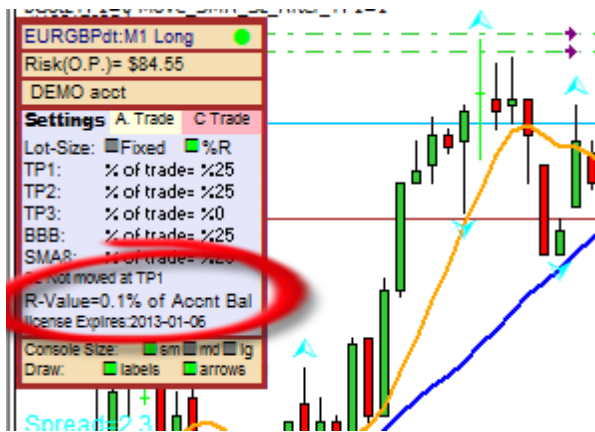 EURGBPdt:M1 Long
Risk(O.P.)= $84.55
DEMO acct
Settings A. Trade C Trade
Lot-Size: Fixed %R
TP1: % of trade= %25
TP2: % of trade= %25
TP3: % of trade= %0
BBB: % of trade= %25
SMA8: % of trade= %25
Not moved at TP1
R-Value=0.1% of Accnt Bal
license Expires:2013-01-06
Console Size: sm md lg
Draw: labels arrows
Spread=2.3